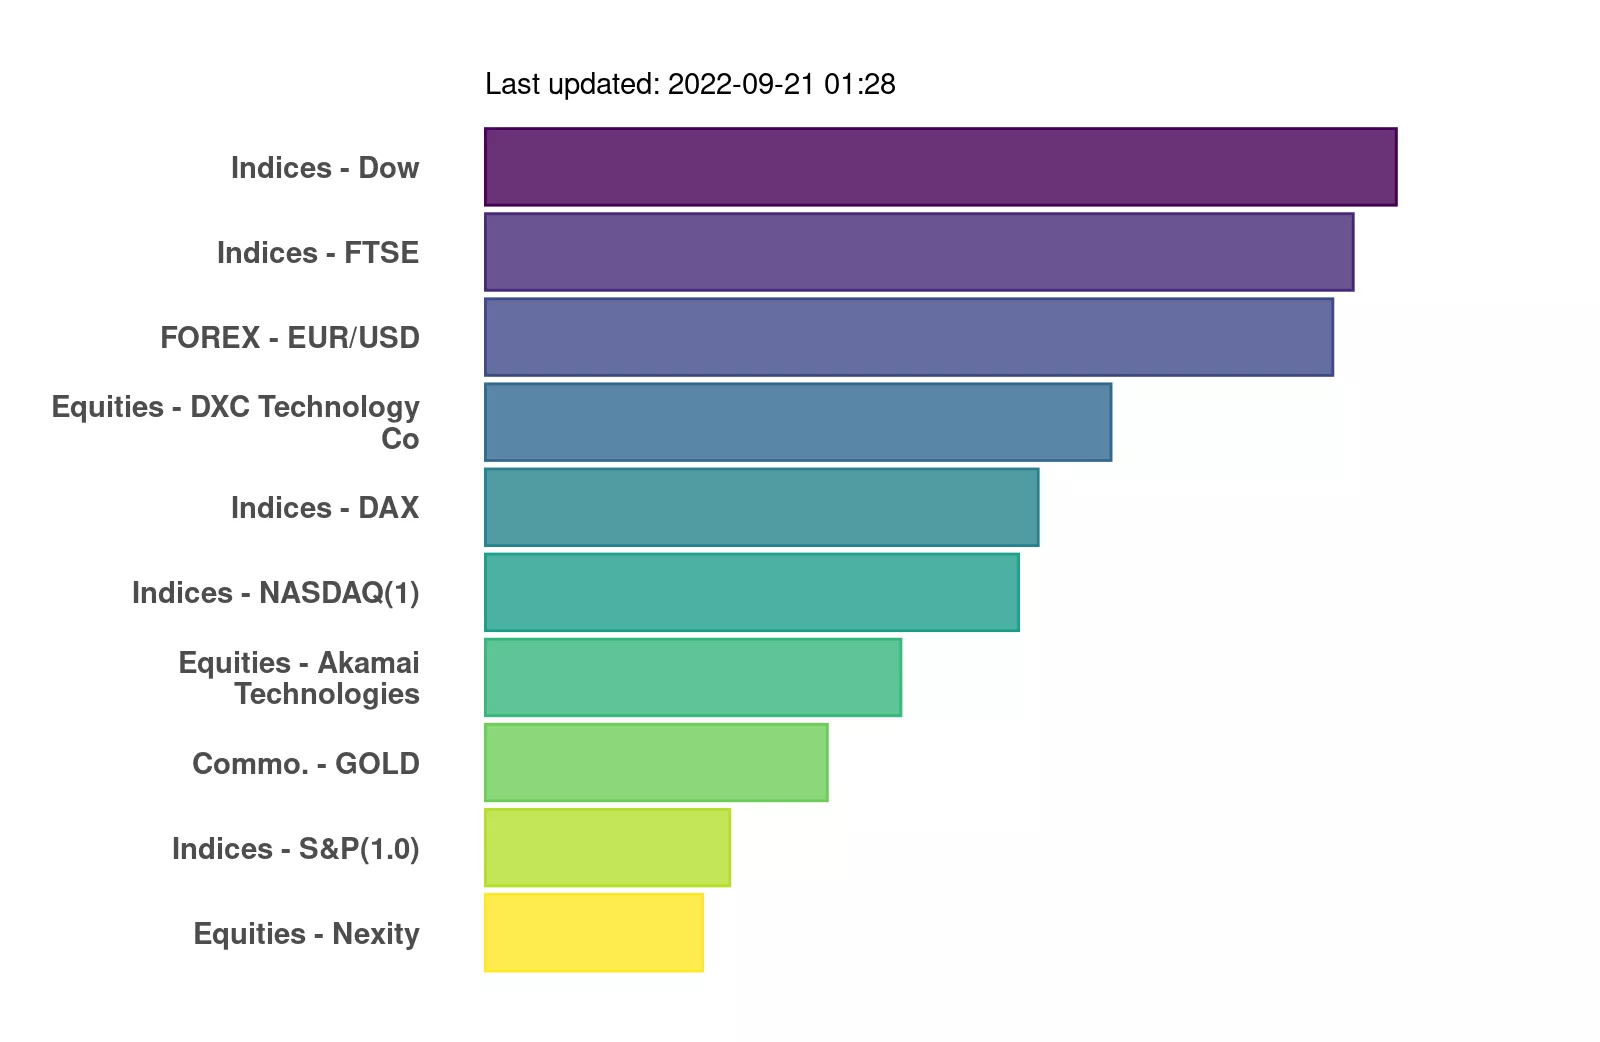 Last updated: 2022-09-21 01:28
Indices - Dow
Indices - FTSE
FOREX - EUR/USD
Equities - DXC Technology
Co
Indices - DAX
Indices - NASDAQ(1)
Equities - Akamai
Technologies
Commo. - GOLD
Indices - S&P(1.0)
Equities - Nexity